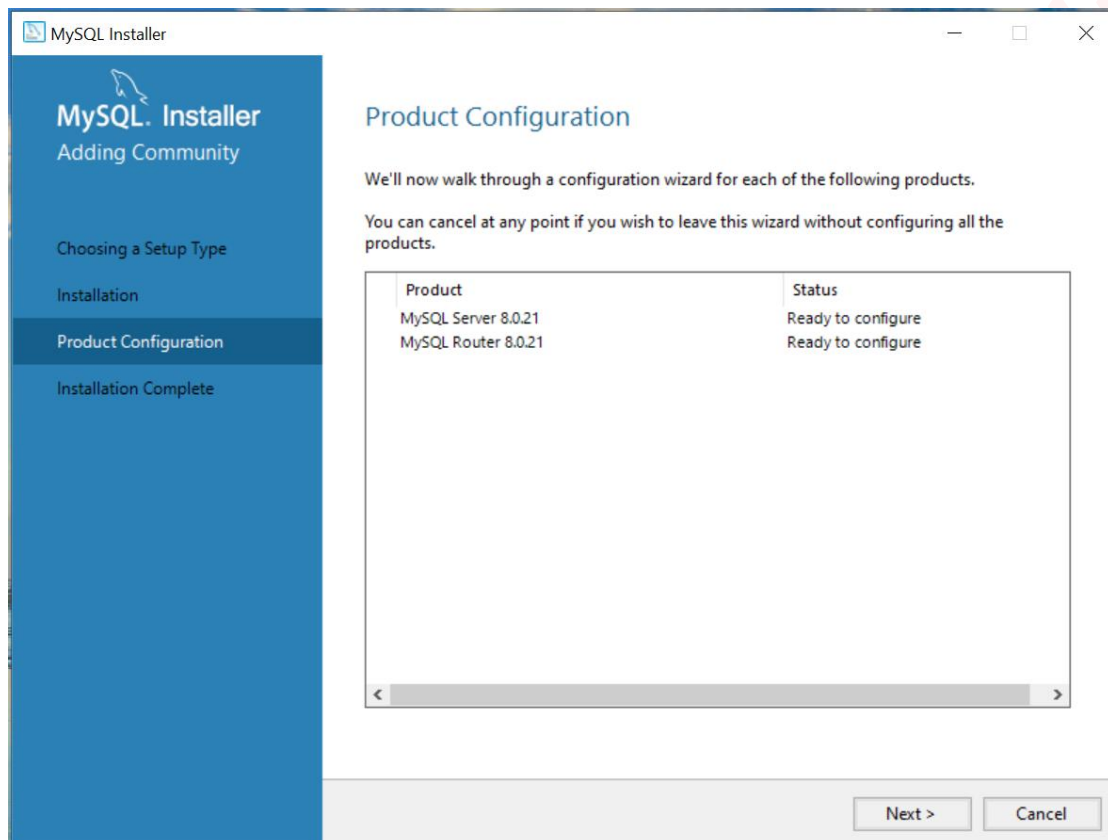 MySQL Installer
MySQL. Installer
Adding Community
Choosing a Setup Type
Installation
Product Configuration
Installation Complete
Product Configuration
We'll now walk through a configuration wizard for each of the following products.
You can cancel at any point if you wish to leave this wizard without configuring all the
products.
Product Status
MySQL Server 8.0.21 Ready to configure
MySQL Router 8.0.21 Ready to configure
Next > Cancel